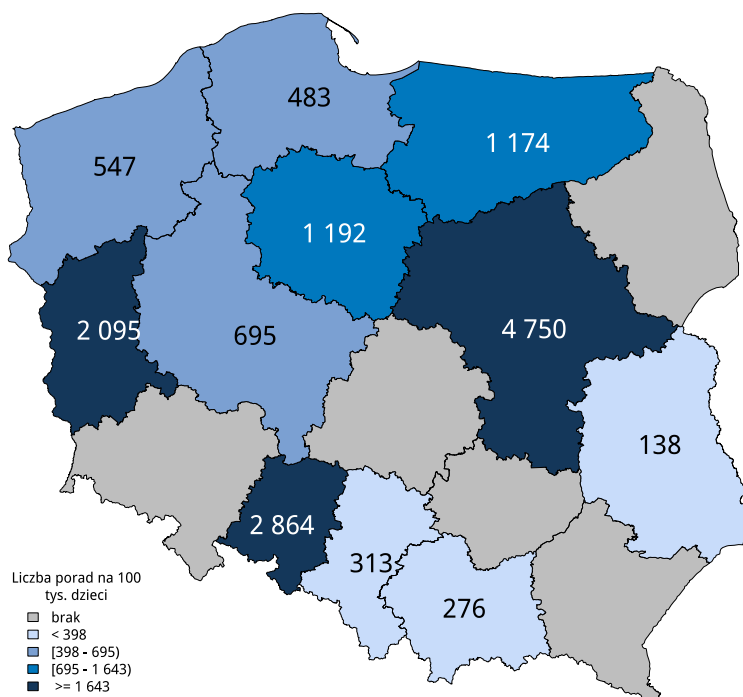 483
1 174
547
1 192
2 095
695
4 750
138
2 864
313
276
Liczba porad na 100
tys. dzieci
brak
< 398
[398 - 695)
[695 - 1 643)
>= 1 643